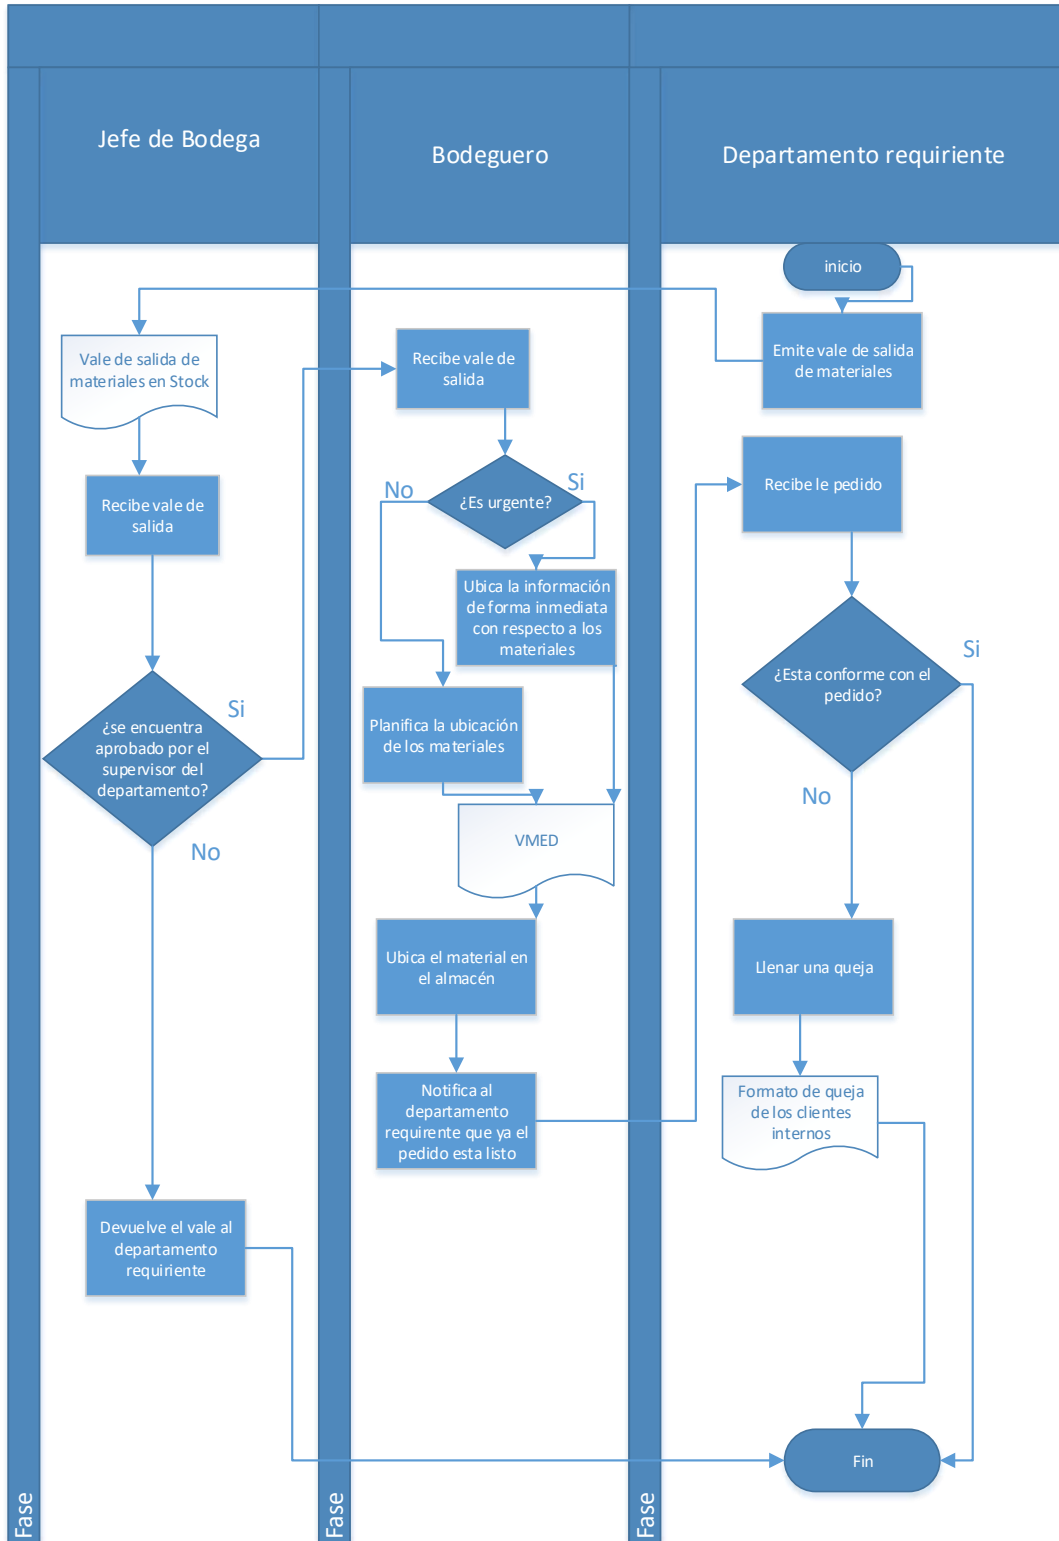 Jefe de Bodega
Bodeguero
Departamento requiriente
inicio
Emite vale de salida
de materiales
Vale de salida de
materiales en Stock
Recibe vale de
salida
¿se encuentra
aprobado por el
supervisor del
departamento?
Si
No
Devuelve el vale al
departamento
requiriente
Recibe vale de
salida
¿Es urgente?
No
Si
Ubica la información
de forma inmediata
con respecto a los
materiales
Planifica la ubicación
de los materiales
VMED
Ubica el material en
el almacén
Notifica al
departamento
requirente que ya el
pedido esta listo
Recibe le pedido
¿Esta conforme con el
pedido?
Si
No
Llenar una queja
Formato de queja
de los clientes
internos
Fin
Fase
Fase
Fase